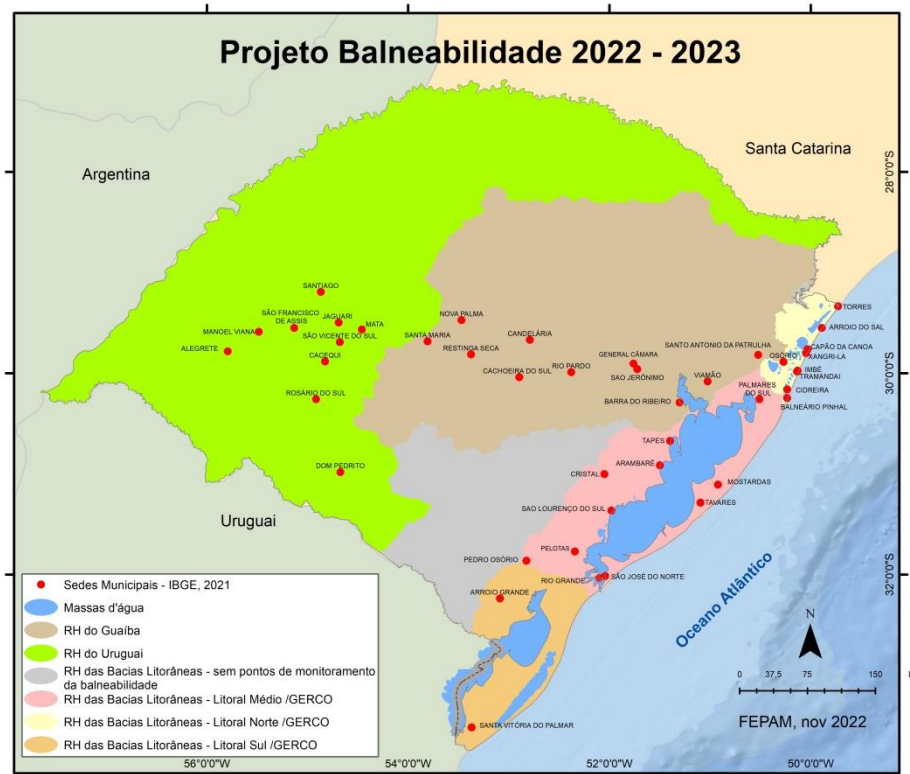 Projeto Balneabilidade 2022 - 2023
Santa Catarina
Argentina
28°0'0"S
SANTIAGO
SÃO FRANCISCO
DE ASSIS
JAGUARI
MATA
MANOEL VIANA
SÃO VICENTE DO SUL
ALEGRETE
CACEQUI
ROSÁRIO DO SUL
DOM PEDRITO
NOVA PALMA
SANTA MARIA
RESTINGA SECA
CANDELÁRIA
CACHOEIRA DO SUL
RIO PARDO
GENERAL CÂMARA
SAO JERÔNIMO
SANTO ANTONIO DA PATRULHA
VIAMÃO
BARRA DO RIBEIRO
TORRES
ARROIO DO SAL
CAPÃO DA CANOA
XANGRI-LA
OSÓRIO
IMBÉ
TRAMANDAI
CIDREIRA
BALNEÁRIO PINHAL
PALMARES
DO SUL
30°0'0"S
TAPES
ARAMBARÉ
CRISTAL
MOSTARDAS
TAVARES
SAO LOURENÇO DO SUL
PELOTAS
PEDRO OSÓRIO
RIO GRANDE
SÃO JOSÉ DO NORTE
ARROIO GRANDE
SANTA VITÓRIA DO PALMAR
Uruguai
Oceano Atlântico
32°0'0"S
Sedes Municipais - IBGE, 2021
Massas d'água
RH do Guaíba
RH do Uruguai
RH das Bacias Litorâneas - sem pontos de monitoramento
da balneabilidade
RH das Bacias Litorâneas - Litoral Médio /GERCO
RH das Bacias Litorâneas - Litoral Norte /GERCO
RH das Bacias Litorâneas - Litoral Sul /GERCO
N
0 37,5 75 150
FEPAM, nov 2022
56°0'0"W 54°0'0"W 52°0'0"W 50°0'0"W